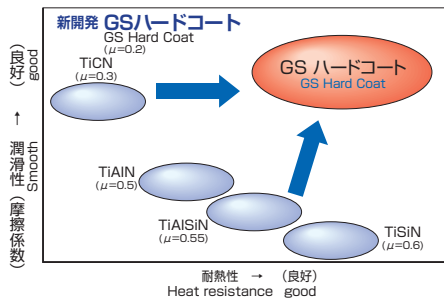 新開発 GSハードコート
GS Hard Coat
(μ=0.2)
TiCN
(μ=0.3)
GS ハードコート
GS Hard Coat
TiAlN
(μ=0.5)
TiAlSiN
(μ=0.55)
TiSiN
(μ=0.6)
潤滑性(摩擦係数) → (良好)
Smooth good
耐熱性 → (良好)
Heat resistance good